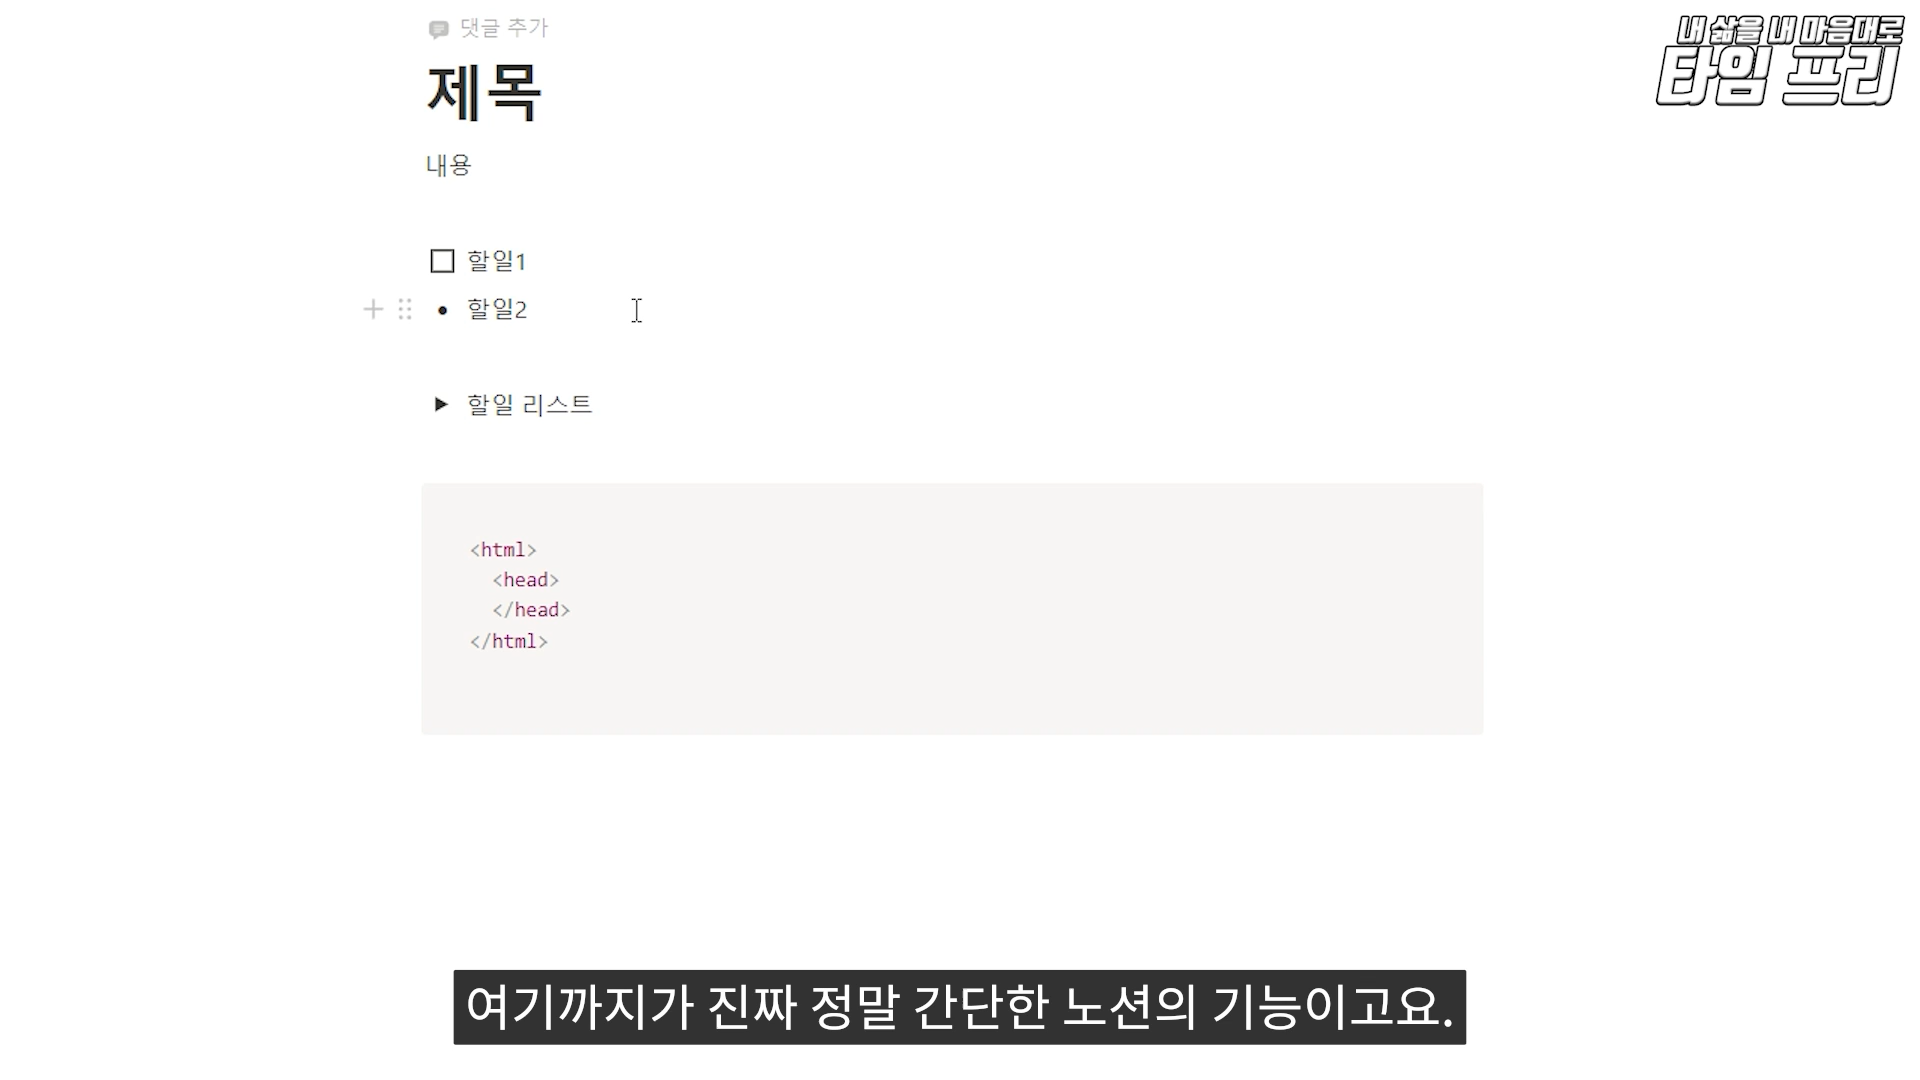 댓글 추가
내 삶을 내 마음대로
타임 프리
제목
내용
할일1
할일2
할일 리스트
<html>
  <head>
  </head>
</html>
여기까지가 진짜 정말 간단한 노션의 기능이고요.